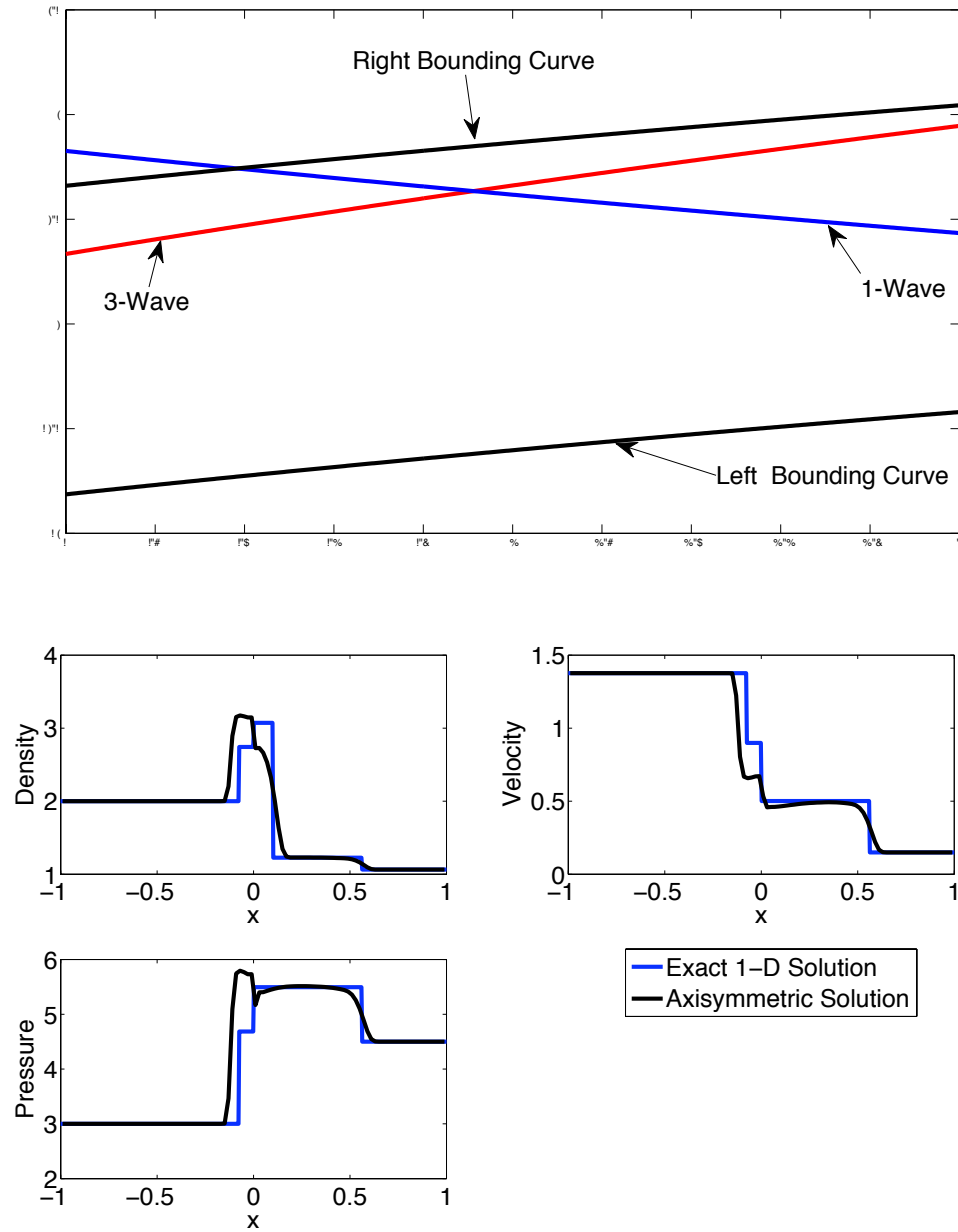 ("!
Right Bounding Curve
(
)"!
3-Wave
1-Wave
)
!)"!
Left Bounding Curve
!(
! !"# !"$ !"% !"& % %"# %"$ %"% %"&
4
3
2
1
Density
−1 −0.5 0 0.5 1
x
1.5
1
0.5
0
Velocity
−1 −0.5 0 0.5 1
x
6
5
4
3
2
Pressure
−1 −0.5 0 0.5 1
x
Exact 1−D Solution
Axisymmetric Solution